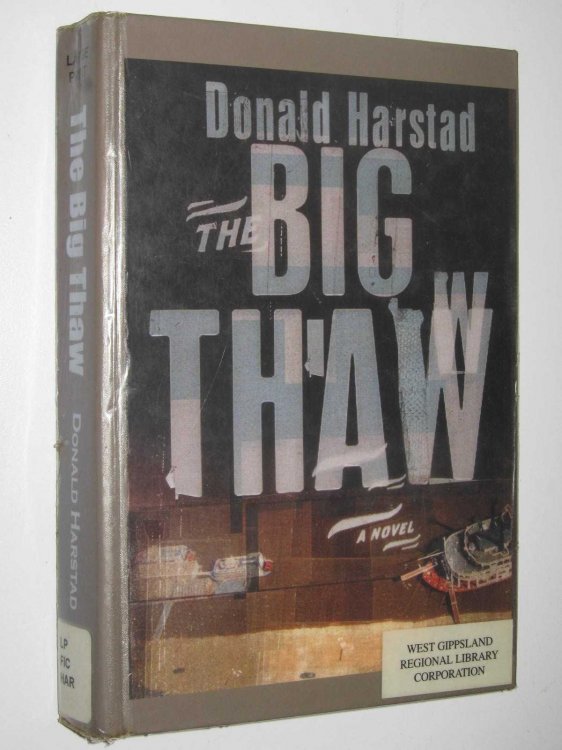 Donald Harstad
THE
BIG
THAW
A NOVEL
WEST GIPPSLAND
REGIONAL LIBRARY
CORPORATION
The Big Thaw
DONALD HARSTAD
LP
FIC
HAR